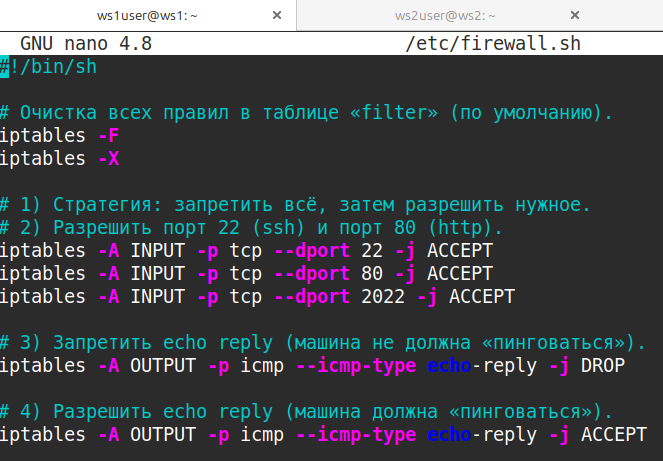 ws1user@ws1: ~ × ws2user@ws2: ~ ×
GNU nano 4.8 /etc/firewall.sh
#!/bin/sh
# Очистка всех правил в таблице «filter» (по умолчанию).
iptables -F
iptables -X
# 1) Стратегия: запретить всё, затем разрешить нужное.
# 2) Разрешить порт 22 (ssh) и порт 80 (http).
iptables -A INPUT -p tcp --dport 22 -j ACCEPT
iptables -A INPUT -p tcp --dport 80 -j ACCEPT
iptables -A INPUT -p tcp --dport 2022 -j ACCEPT
# 3) Запретить echo reply (машина не должна «пинговаться»).
iptables -A OUTPUT -p icmp --icmp-type echo-reply -j DROP
# 4) Разрешить echo reply (машина должна «пинговаться»).
iptables -A OUTPUT -p icmp --icmp-type echo-reply -j ACCEPT